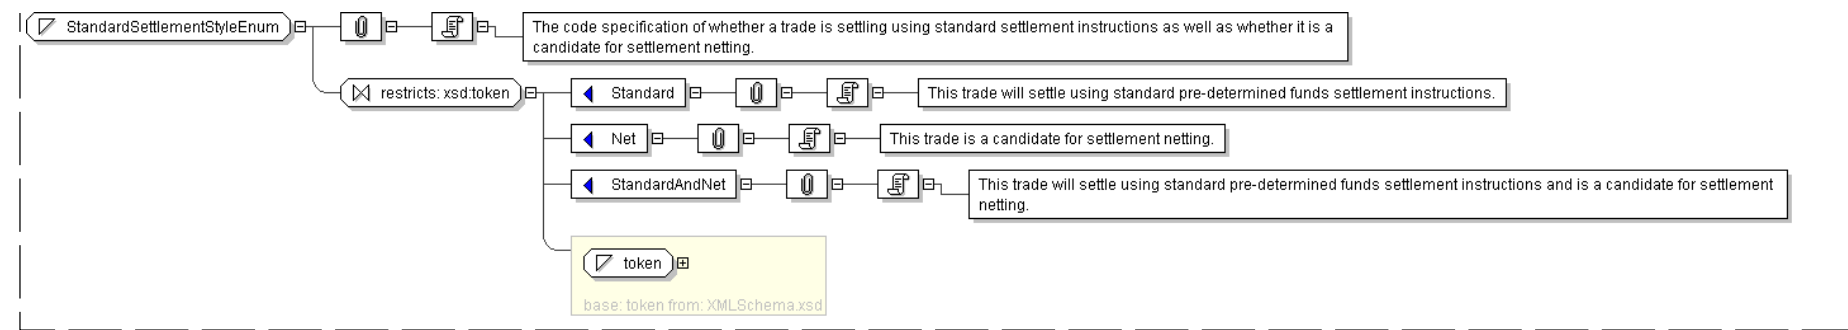 StandardSettlementStyleEnum
The code specification of whether a trade is settling using standard settlement instructions as well as whether it is a
candidate for settlement netting.
restricts: xsd:token
Standard
This trade will settle using standard pre-determined funds settlement instructions.
Net
This trade is a candidate for settlement netting.
StandardAndNet
This trade will settle using standard pre-determined funds settlement instructions and is a candidate for settlement
netting.
token
base: token from: XMLSchema.xsd